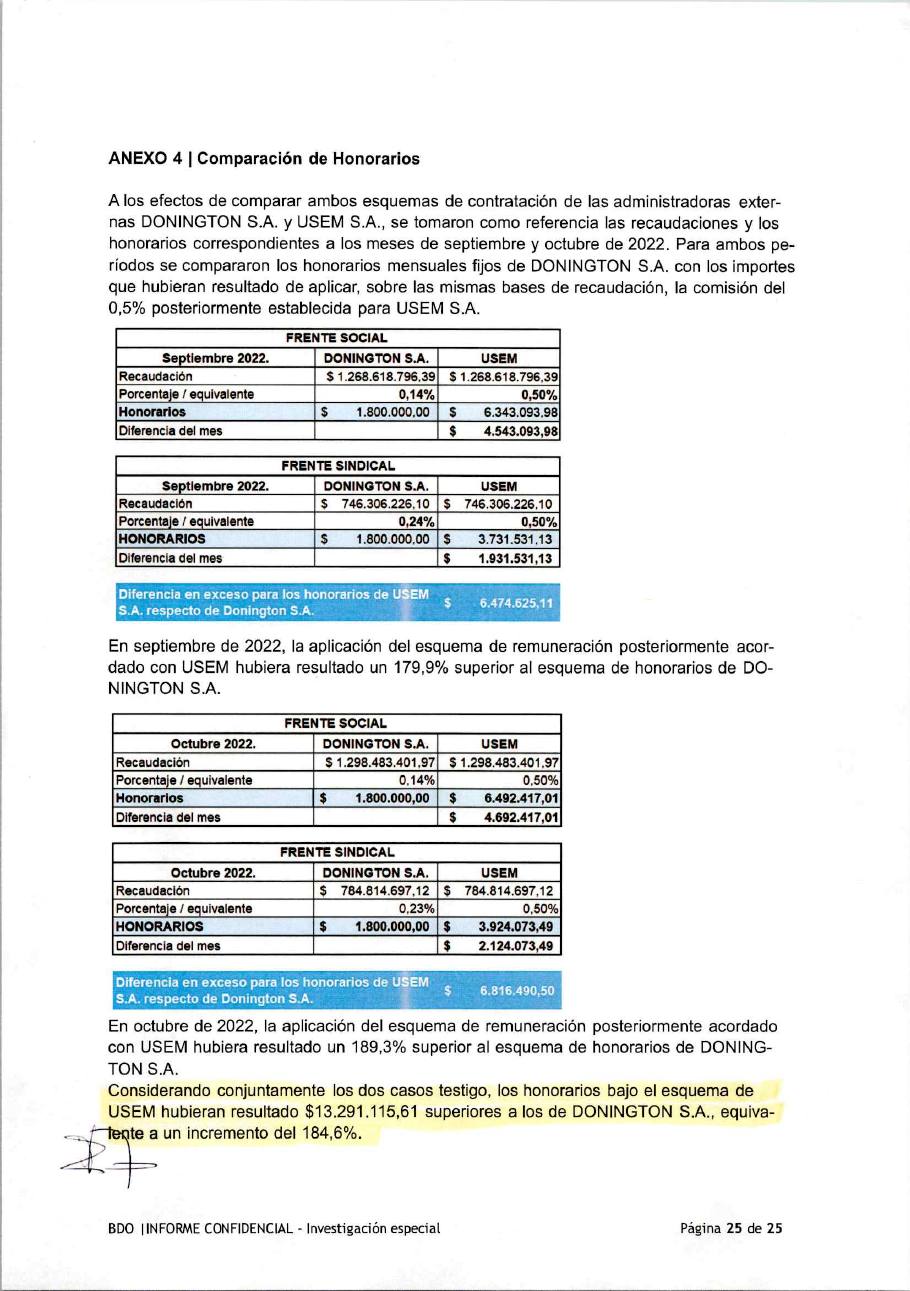 ANEXO 4 | Comparación de Honorarios
A los efectos de comparar ambos esquemas de contratación de las administradoras exter-
nas DONINGTON S.A. y USEM S.A., se tomaron como referencia las recaudaciones y los
honorarios correspondientes a los meses de septiembre y octubre de 2022. Para ambos pe-
ríodos se compararon los honorarios mensuales fijos de DONINGTON S.A. con los importes
que hubieran resultado de aplicar, sobre las mismas bases de recaudación, la comisión del
0,5% posteriormente establecida para USEM S.A.
FRENTE SOCIAL
Septiembre 2022. DONINGTON S.A. USEM
Recaudación $ 1.268.618.796,39 $ 1.268.618.796,39
Porcentaje / equivalente 0,14% 0,50%
Honorarios $ 1.800.000,00 $ 6.343.093,98
Diferencia del mes $ 4.543.093,98
FRENTE SINDICAL
Septiembre 2022. DONINGTON S.A. USEM
Recaudación $ 746.306.226,10 $ 746.306.226,10
Porcentaje / equivalente 0,24% 0,50%
HONORARIOS $ 1.800.000,00 $ 3.731.531,13
Diferencia del mes $ 1.931.531,13
Diferencia en exceso para los honorarios de USEM
S.A. respecto de Donington S.A. $ 6.474.625,11
En septiembre de 2022, la aplicación del esquema de remuneración posteriormente acor-
dado con USEM hubiera resultado un 179,9% superior al esquema de honorarios de DO-
NINGTON S.A.
FRENTE SOCIAL
Octubre 2022. DONINGTON S.A. USEM
Recaudación $ 1.298.483.401,97 $ 1.298.483.401,97
Porcentaje / equivalente 0,14% 0,50%
Honorarios $ 1.800.000,00 $ 6.492.417,01
Diferencia del mes $ 4.692.417,01
FRENTE SINDICAL
Octubre 2022. DONINGTON S.A. USEM
Recaudación $ 784.814.697,12 $ 784.814.697,12
Porcentaje / equivalente 0,23% 0,50%
HONORARIOS $ 1.800.000,00 $ 3.924.073,49
Diferencia del mes $ 2.124.073,49
Diferencia en exceso para los honorarios de USEM
S.A. respecto de Donington S.A. $ 6.816.490,50
En octubre de 2022, la aplicación del esquema de remuneración posteriormente acordado
con USEM hubiera resultado un 189,3% superior al esquema de honorarios de DONING-
TON S.A.
Considerando conjuntamente los dos casos testigo, los honorarios bajo el esquema de
USEM hubieran resultado $13.291.115,61 superiores a los de DONINGTON S.A., equiva-
lente a un incremento del 184,6%.
BDO | INFORME CONFIDENCIAL - Investigación especial Página 25 de 25